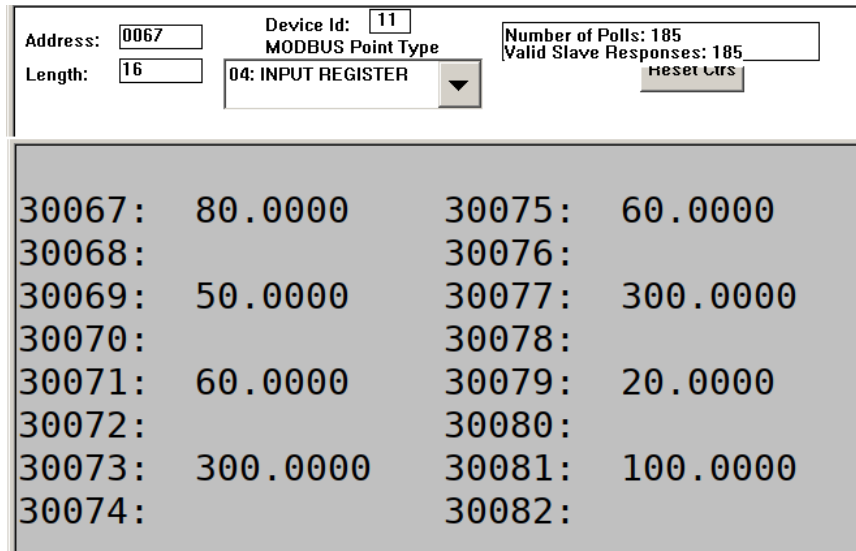 Address: 0067
Device Id: 11
MODBUS Point Type
Number of Polls: 185
Valid Slave Responses: 185
Length: 16
04: INPUT REGISTER
Reset Ctrs
30067: 80.0000 30075: 60.0000
30068: 30076:
30069: 50.0000 30077: 300.0000
30070: 30078:
30071: 60.0000 30079: 20.0000
30072: 30080:
30073: 300.0000 30081: 100.0000
30074: 30082: